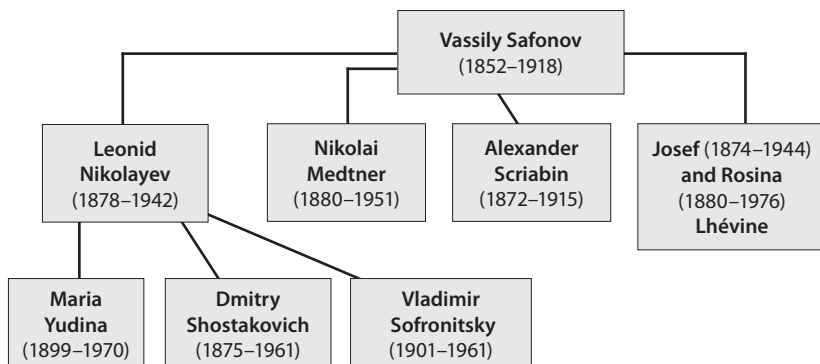 Vassily Safonov
(1852–1918)
Leonid
Nikolayev
(1878–1942)
Nikolai
Medtner
(1880–1951)
Alexander
Scriabin
(1872–1915)
Josef (1874–1944)
and Rosina
(1880–1976)
Lhévine
Maria
Yudina
(1899–1970)
Dmitry
Shostakovich
(1875–1961)
Vladimir
Sofronitsky
(1901–1961)